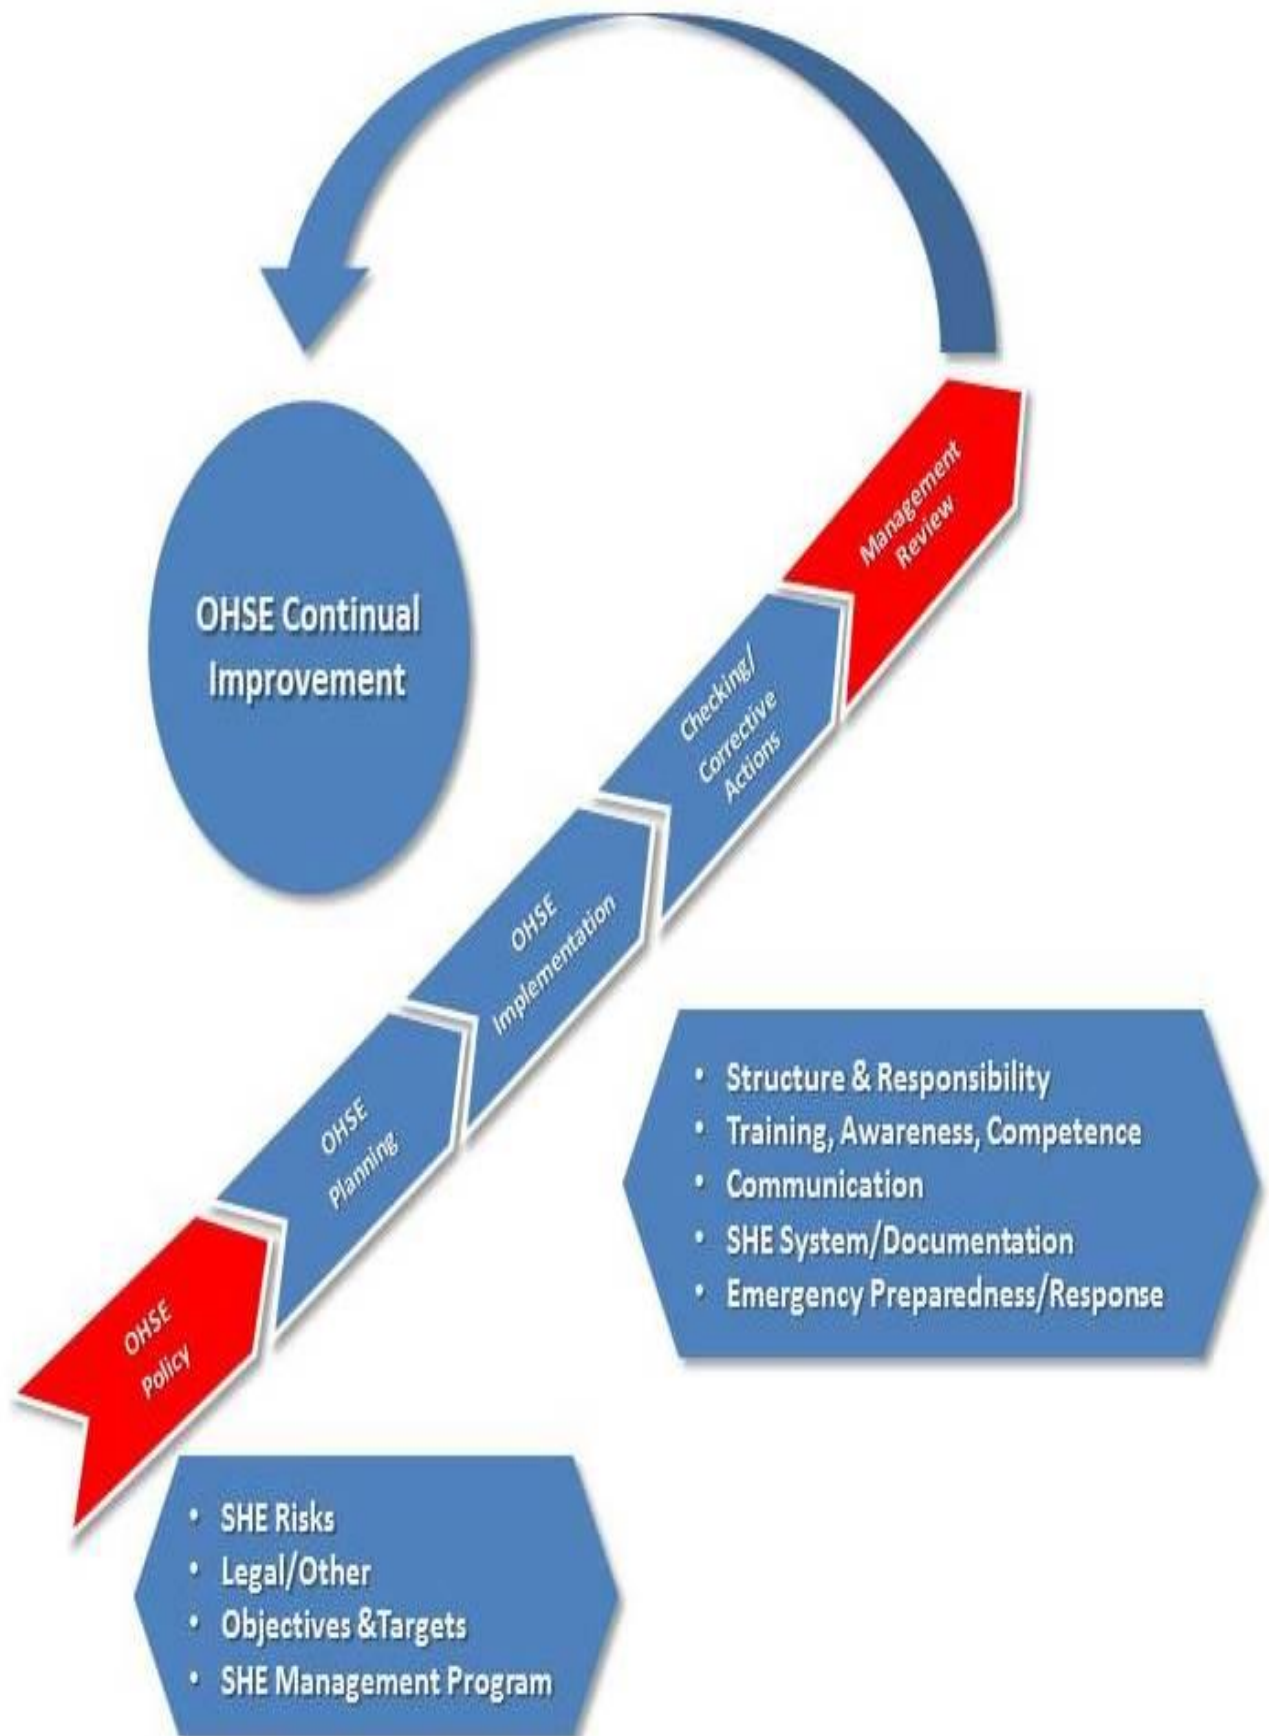 OHSE Continual
Improvement
Management
Review
Checking/
Corrective
Actions
OHSE
Implementation
OHSE
Planning
OHSE
Policy
• Structure & Responsibility
• Training, Awareness, Competence
• Communication
• SHE System/Documentation
• Emergency Preparedness/Response
• SHE Risks
• Legal/Other
• Objectives &Targets
• SHE Management Program